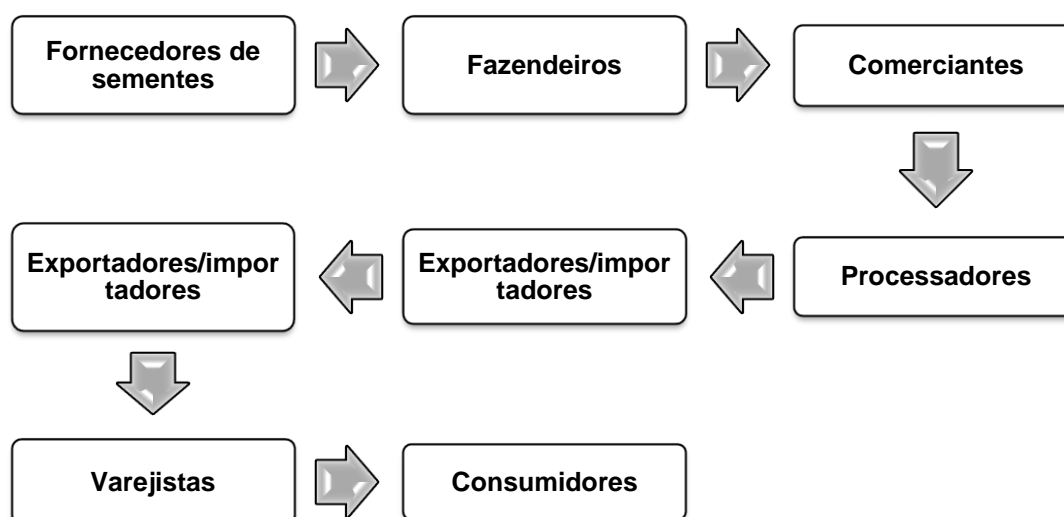 Fornecedores de
sementes
Fazendeiros
Comerciantes
Processadores
Exportadores/impor
tadores
Exportadores/impor
tadores
Varejistas
Consumidores